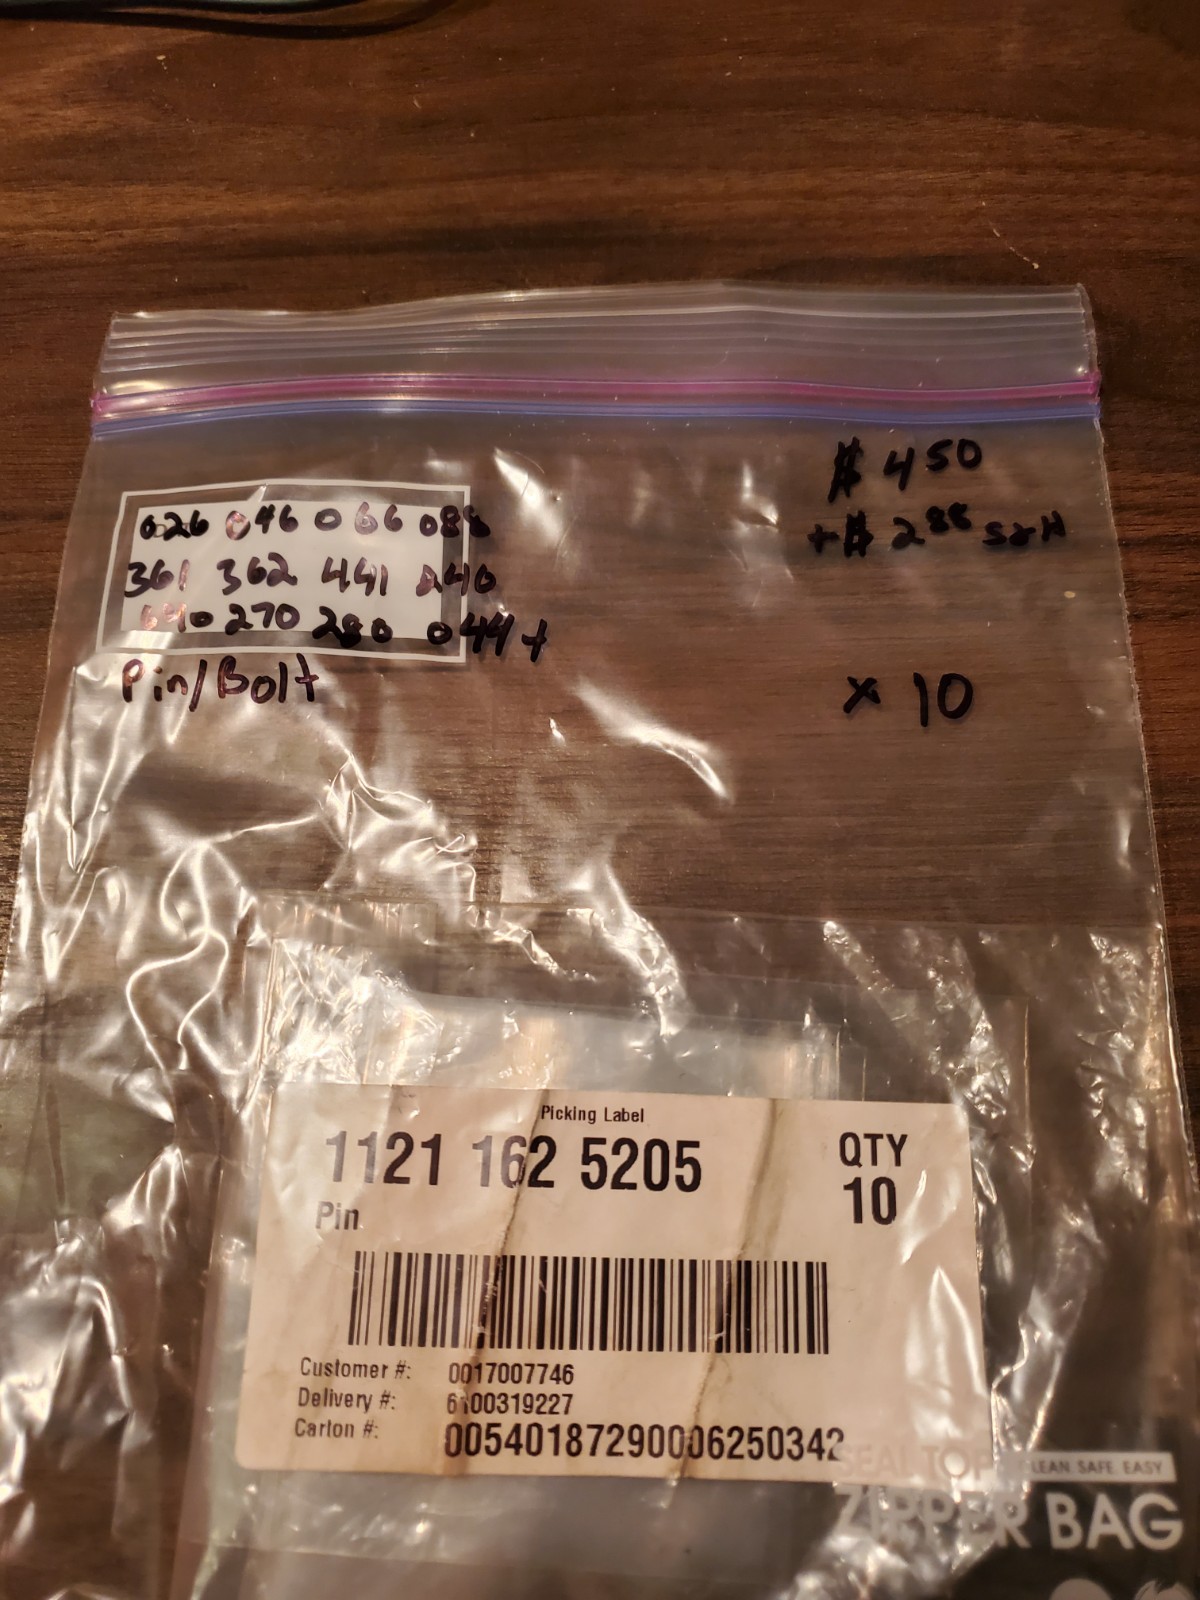 $ 450
+$ 2.88 S&H
026 046 066 088
361 362 441 240
640 270 280 044 +
Pin/Bolt
x 10
Picking Label
1121 162 5205
QTY
10
Pin
Customer #: 0017007746
Delivery #: 6100319227
Carton #: 00540187290006250342
SEAL TOP
CLEAN. SAFE. EASY
ZIPPER BAG